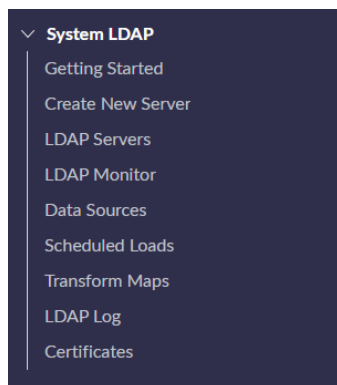 System LDAP
Getting Started
Create New Server
LDAP Servers
LDAP Monitor
Data Sources
Scheduled Loads
Transform Maps
LDAP Log
Certificates